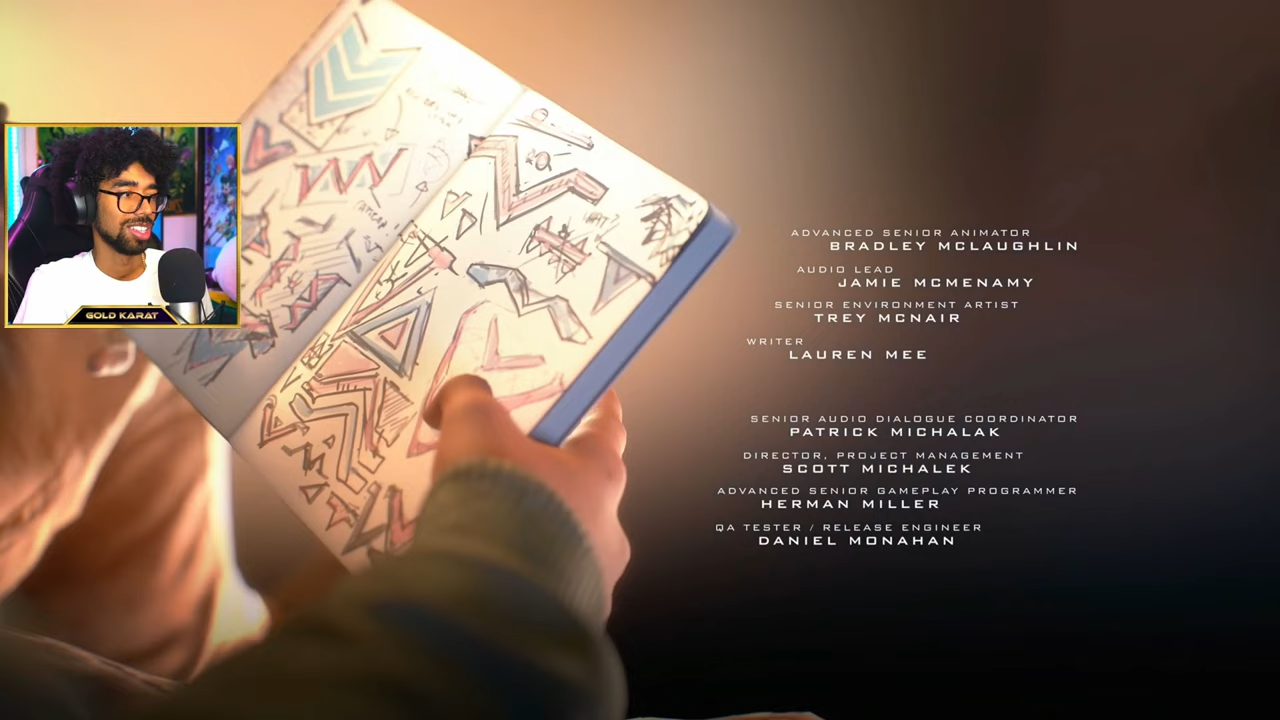 GOLD KARAT
ADVANCED SENIOR ANIMATOR
BRADLEY MCLAUGHLIN
AUDIO LEAD
JAMIE MCMENAMY
SENIOR ENVIRONMENT ARTIST
TREY MCNAIR
WRITER
LAUREN MEE
SENIOR AUDIO DIALOGUE COORDINATOR
PATRICK MICHALAK
DIRECTOR, PROJECT MANAGEMENT
SCOTT MICHALEK
ADVANCED SENIOR GAMEPLAY PROGRAMMER
HERMAN MILLER
QA TESTER / RELEASE ENGINEER
DANIEL MONAHAN